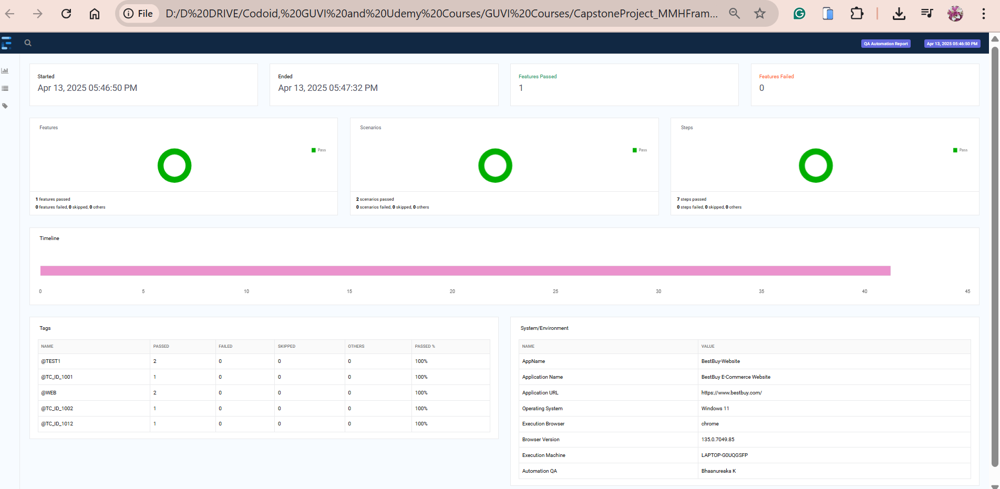 File
D:/D%20DRIVE/Codoid,%20GUVI%20and%20Udemy%20Courses/GUVI%20Courses/CapstoneProject_MMHFram...
QA Automation Report
Apr 13, 2025 05:46:50 PM
Started
Apr 13, 2025 05:46:50 PM
Ended
Apr 13, 2025 05:47:32 PM
Features Passed
1
Features Failed
0
Features
Pass
1 features passed
0 features failed, 0 skipped, 0 others
Scenarios
Pass
2 scenarios passed
0 scenarios failed, 0 skipped, 0 others
Steps
Pass
7 steps passed
0 steps failed, 0 skipped, 0 others
Timeline
0 5 10 15 20 25 30 35 40 45
Tags
NAME PASSED FAILED SKIPPED OTHERS PASSED %
@TEST1 2 0 0 0 100%
@TC_ID_1001 1 0 0 0 100%
@WEB 2 0 0 0 100%
@TC_ID_1002 1 0 0 0 100%
@TC_ID_1012 1 0 0 0 100%
System/Environment
NAME VALUE
AppName BestBuy-Website
Application Name BestBuy E-Commerce Website
Application URL https://www.bestbuy.com/
Operating System Windows 11
Execution Browser chrome
Browser Version 135.0.7049.85
Execution Machine LAPTOP-G0UQGSFP
Automation QA Bhaanureaka K